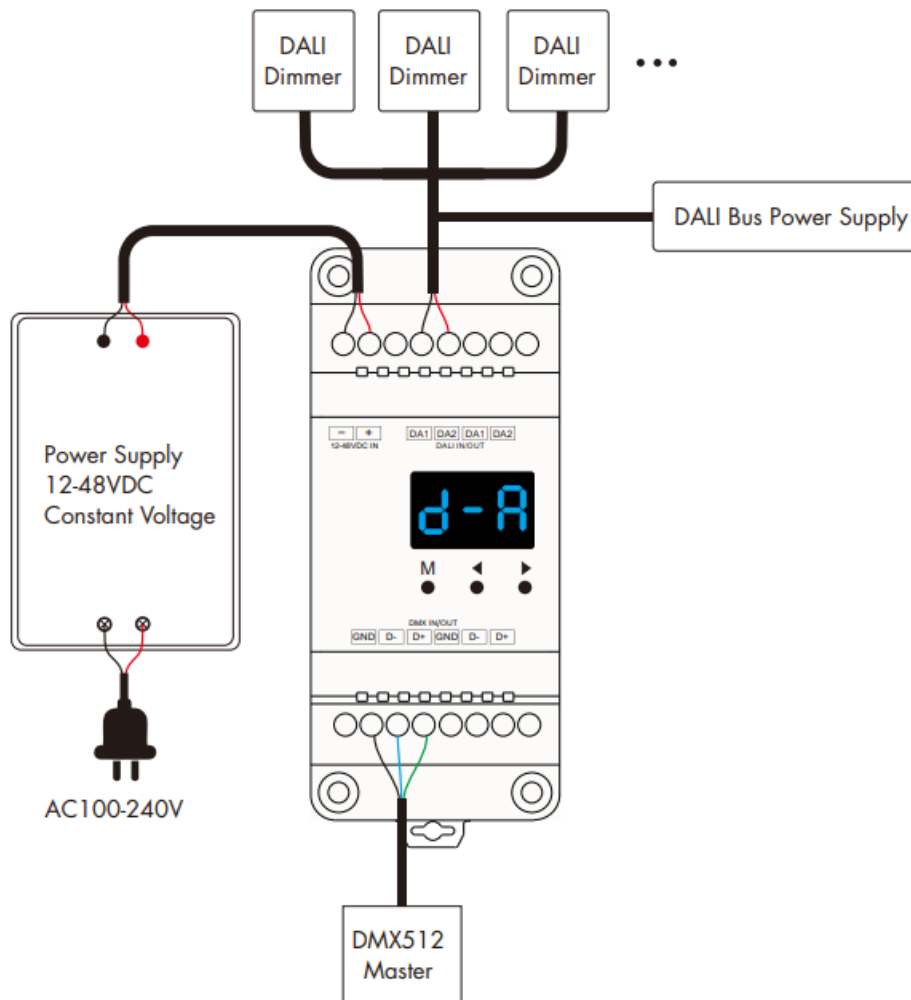 DALI
Dimmer
DALI
Dimmer
DALI
Dimmer
...
DALI Bus Power Supply
Power Supply
12-48VDC
Constant Voltage
- +
12-48VDC IN
DA1 DA2 DA1 DA2
DALI IN/OUT
d-A
M
DMX IN/OUT
GND D- D+ GND D- D+
AC100-240V
DMX512
Master